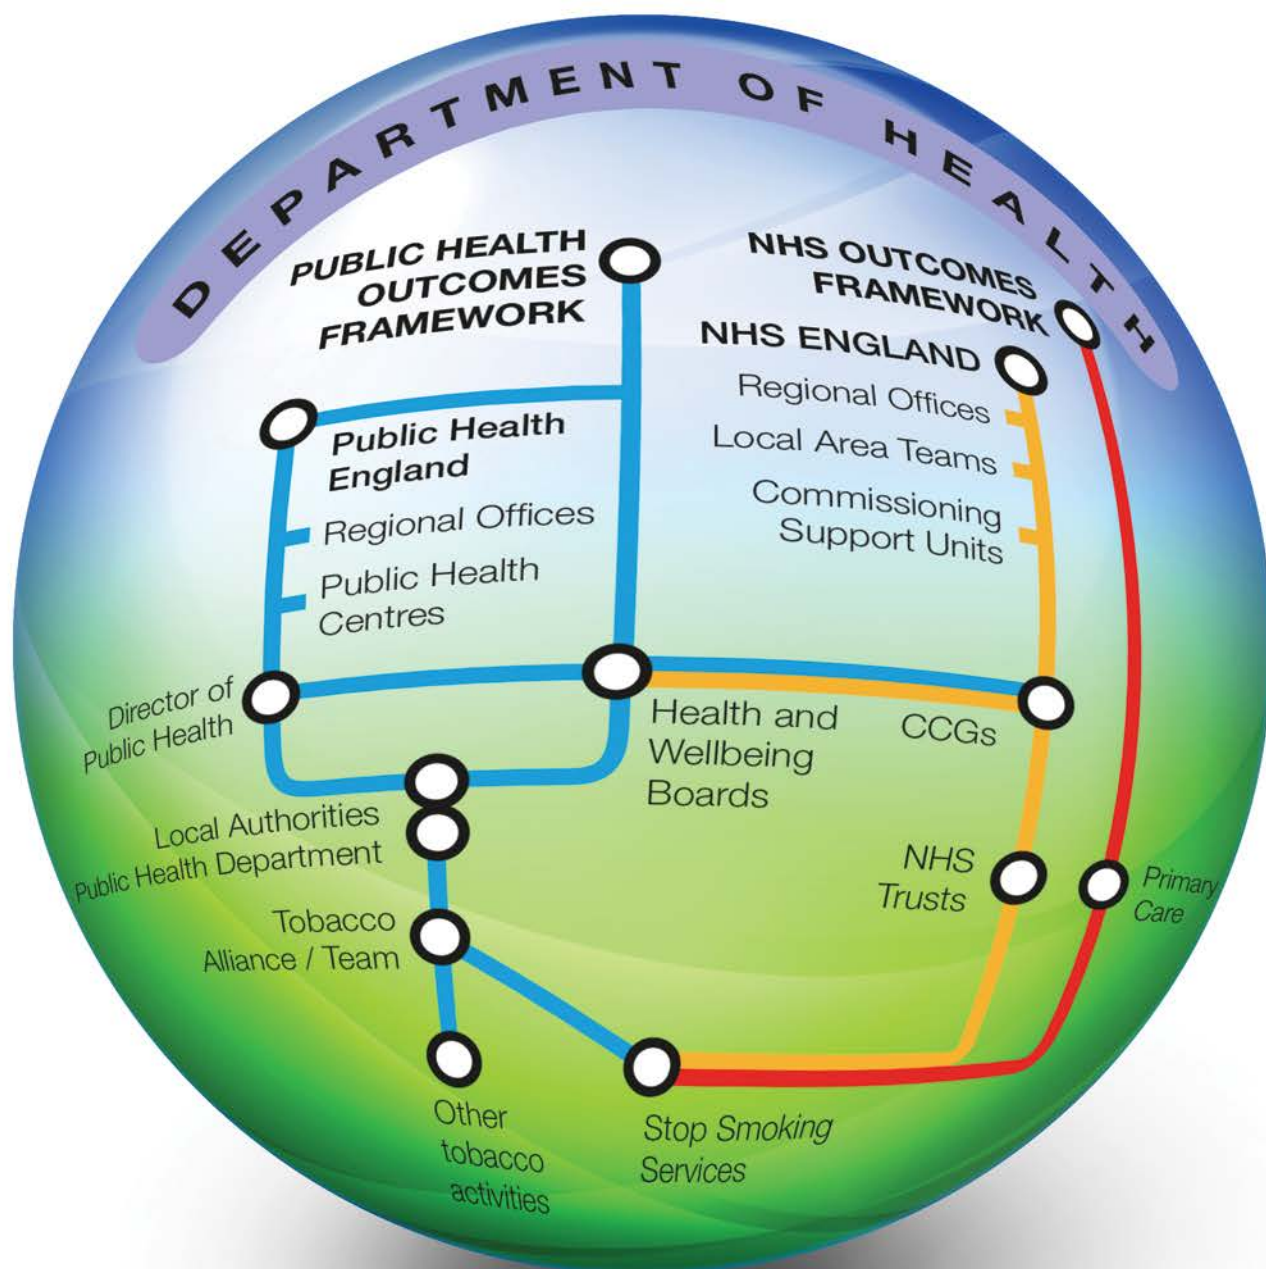 DEPARTMENT OF HEALTH
PUBLIC HEALTH
OUTCOMES
FRAMEWORK
NHS OUTCOMES
FRAMEWORK
NHS ENGLAND
Regional Offices
Local Area Teams
Commissioning
Support Units
Public Health
England
Regional Offices
Public Health
Centres
Director of
Public Health
Health and
Wellbeing
Boards
CCGs
Local Authorities
Public Health Department
NHS
Trusts
Primary
Care
Tobacco
Alliance / Team
Other
tobacco
activities
Stop Smoking
Services